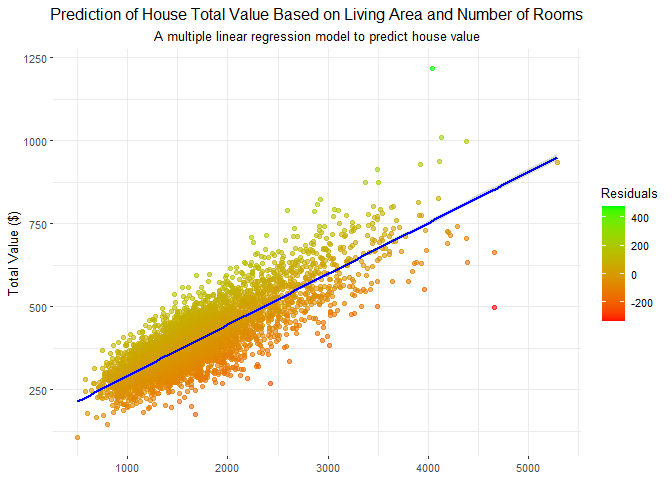 Prediction of House Total Value Based on Living Area and Number of Rooms
A multiple linear regression model to predict house value
Total Value ($)
1250
1000
750
500
250
1000 2000 3000 4000 5000
Residuals
400
200
0
-200